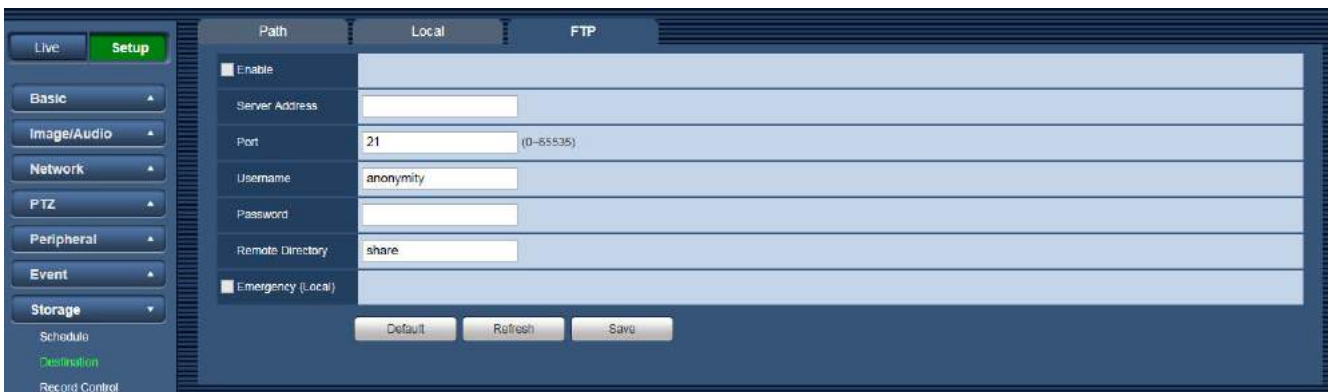 Live Setup
Basic
Image/Audio
Network
PTZ
Peripheral
Event
Storage
Schedule
Destination
Record Control
Path Local FTP
Enable
Server Address
Port 21 (0~65535)
Username anonymity
Password
Remote Directory share
Emergency (Local)
Default Refresh Save